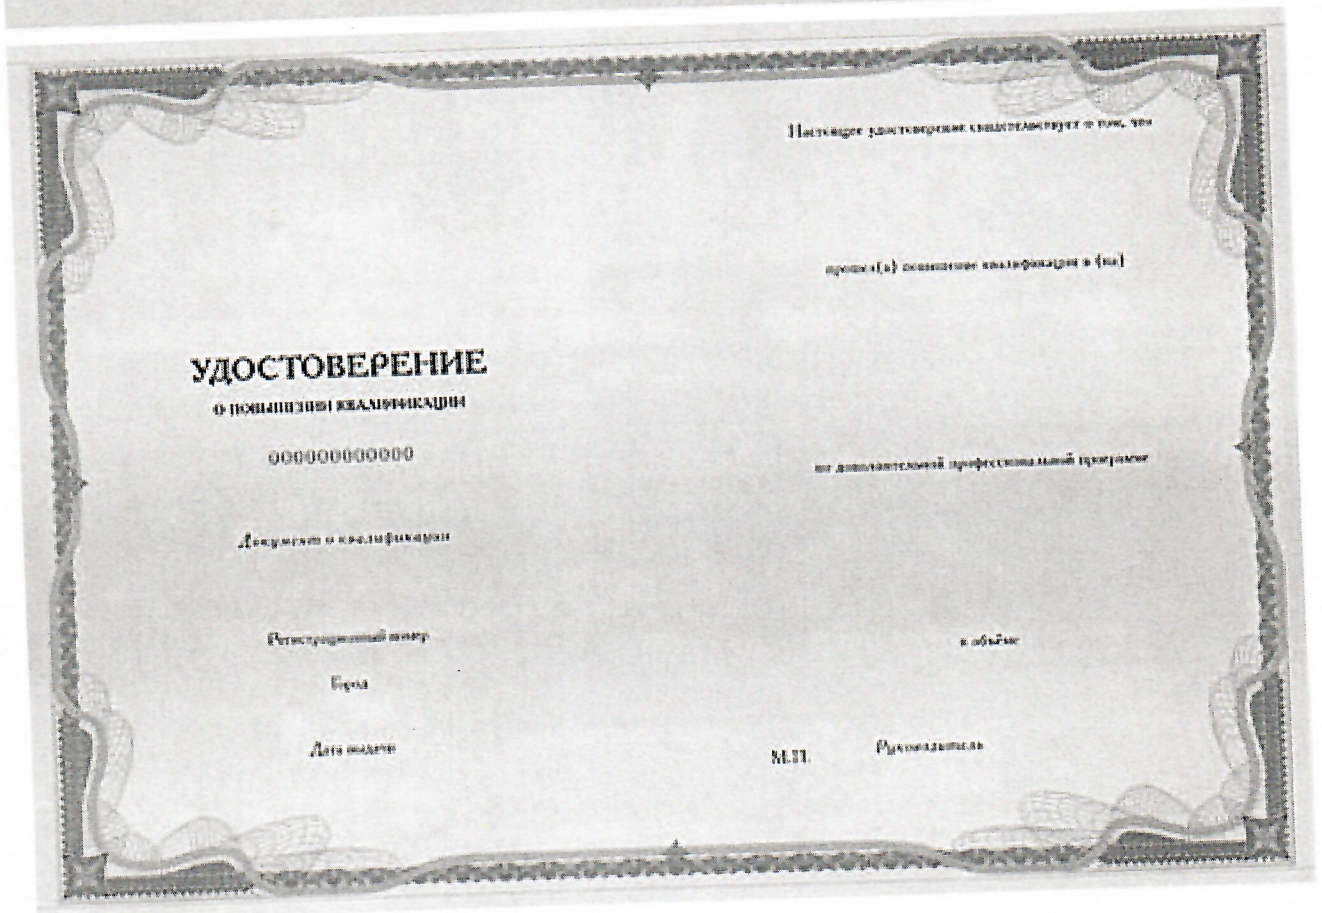 УДОСТОВЕРЕНИЕ
О ПОВЫШЕНИИ КВАЛИФИКАЦИИ
000000000000
Документ о квалификации
Регистрационный номер
Город
Дата выдачи
Настоящее удостоверение свидетельствует о том, что
прошел(а) повышение квалификации в (на)
по дополнительной профессиональной программе
в объёме
М.П.
Руководитель